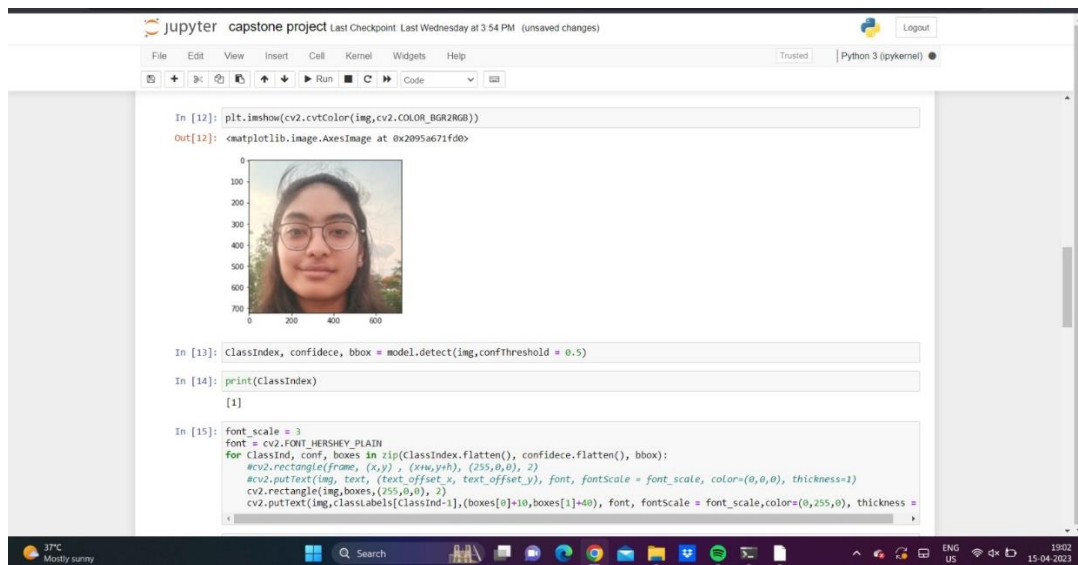 jupyter capstone project Last Checkpoint: Last Wednesday at 3:54 PM (unsaved changes)
Logout
File Edit View Insert Cell Kernel Widgets Help
Trusted Python 3 (ipykernel)
Run Code
In [12]: plt.imshow(cv2.cvtColor(img,cv2.COLOR_BGR2RGB))
Out[12]: <matplotlib.image.AxesImage at 0x2095a671fd0>
0
100
200
300
400
500
600
700
0 200 400 600
In [13]: ClassIndex, confidece, bbox = model.detect(img,confThreshold = 0.5)
In [14]: print(ClassIndex)
[1]
In [15]: font_scale = 3
font = cv2.FONT_HERSHEY_PLAIN
for ClassInd, conf, boxes in zip(ClassIndex.flatten(), confidece.flatten(), bbox):
#cv2.rectangle(frame, (x,y) , (x+w,y+h), (255,0,0), 2)
#cv2.putText(img, text, (text_offset_x, text_offset_y), font, fontScale = font_scale, color=(0,0,0), thickness=1)
cv2.rectangle(img,boxes,(255,0,0), 2)
cv2.putText(img,classLabels[ClassInd-1],(boxes[0]+10,boxes[1]+40), font, fontScale = font_scale,color=(0,255,0), thickness =
37°C
Mostly sunny
Search
ENG
US
19:02
15-04-2023